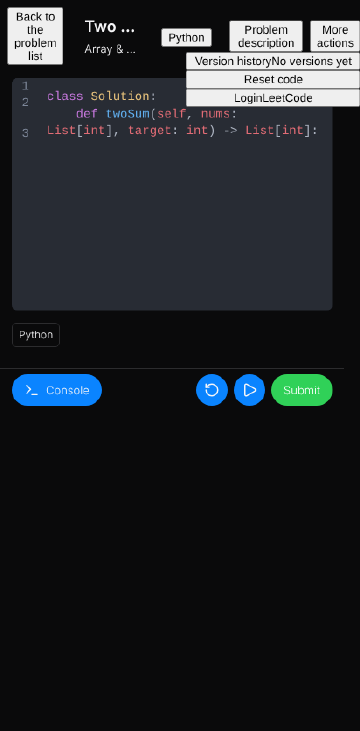 Back to
the
problem
list
Two ...
Array & ...
Python
Problem
description
More
actions
Version historyNo versions yet
Reset code
LoginLeetCode
1
class Solution:
2
def twoSum(self, nums:
List[int], target: int) -> List[int]:
3
Python
Console
Submit